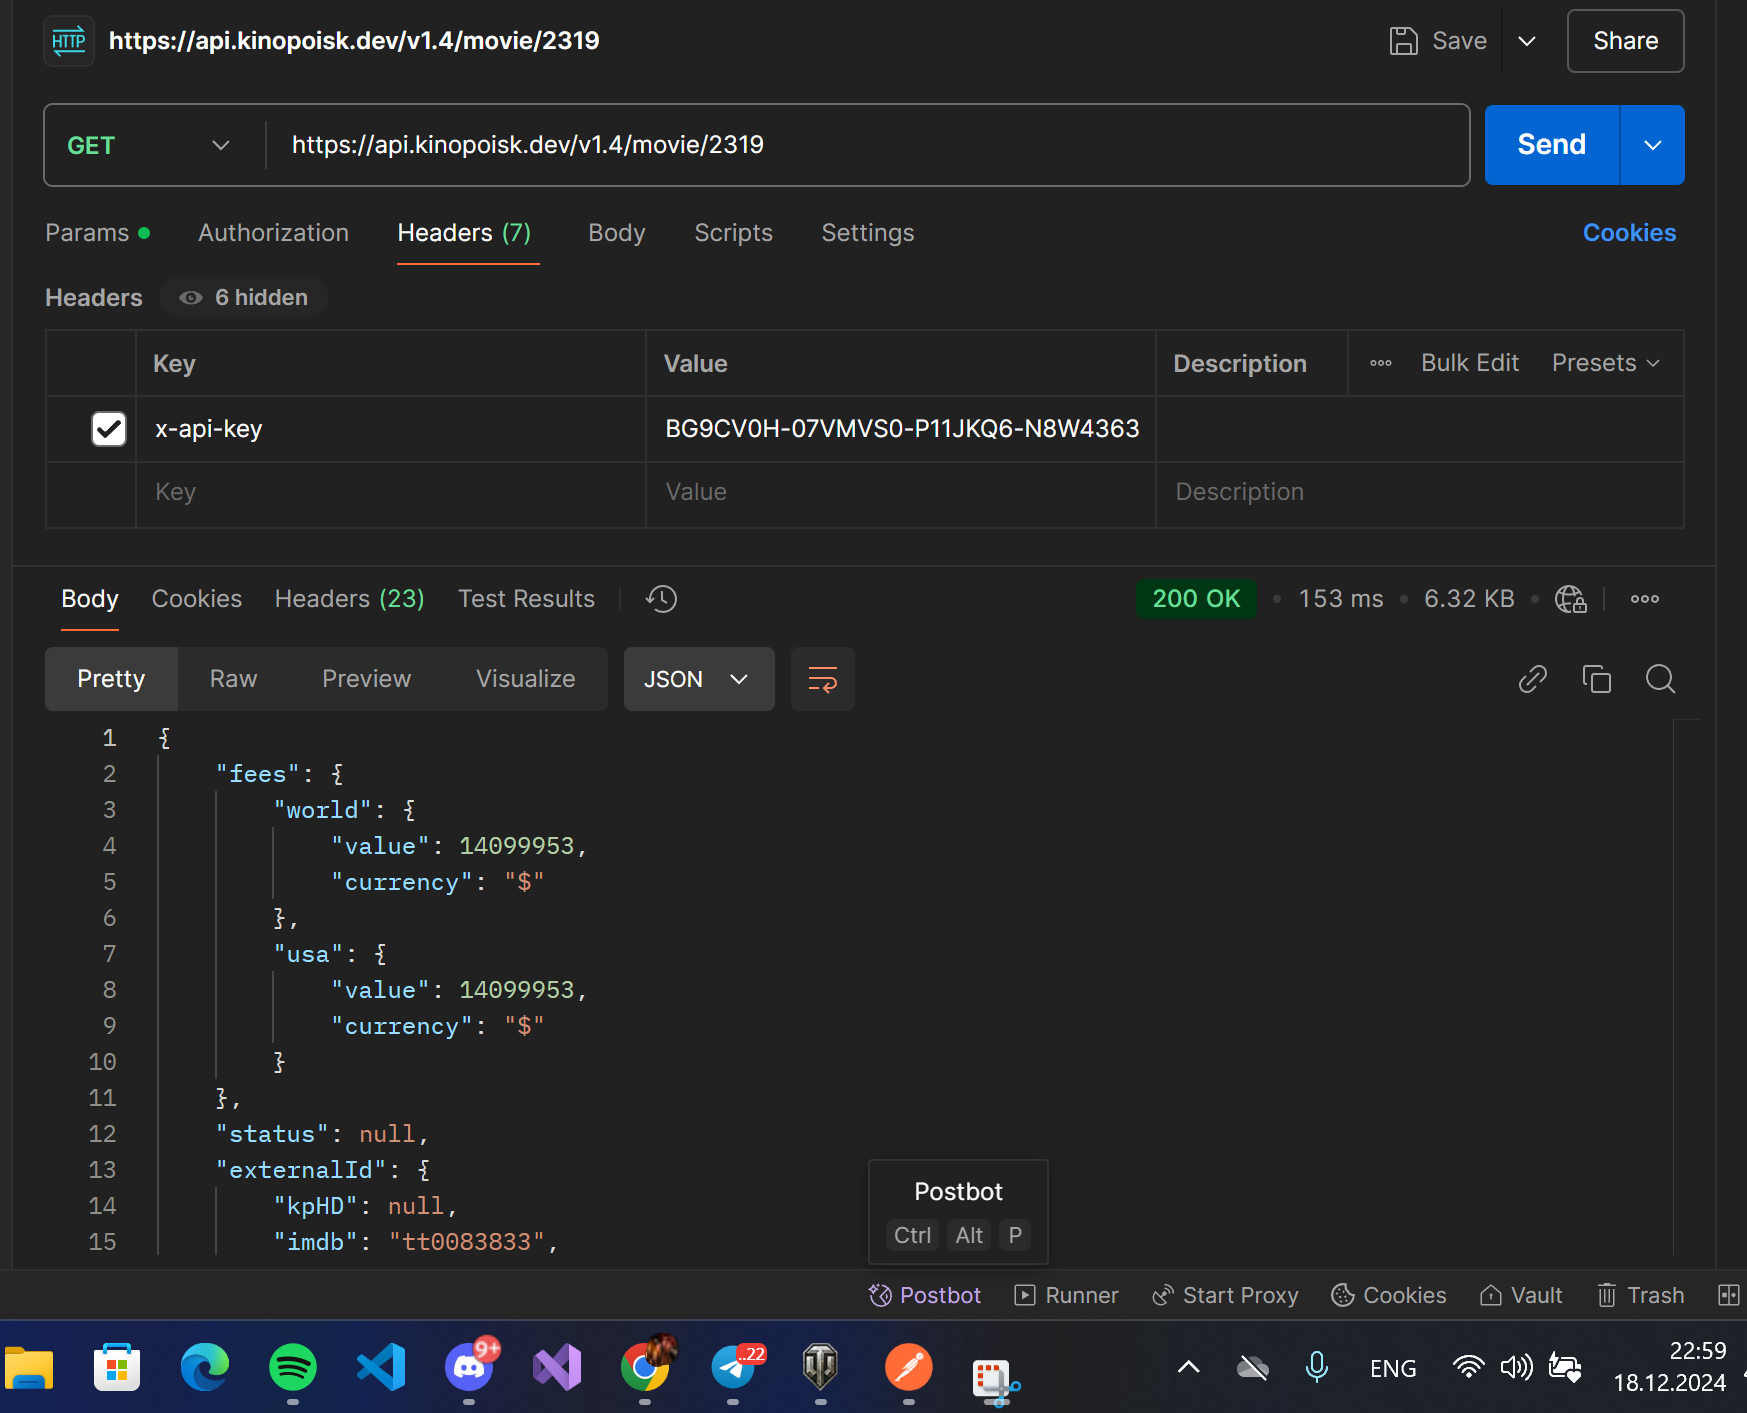 HTTP https://api.kinopoisk.dev/v1.4/movie/2319 Save Share
GET https://api.kinopoisk.dev/v1.4/movie/2319 Send
Params Authorization Headers (7) Body Scripts Settings Cookies
Headers 6 hidden
Key Value Description Bulk Edit Presets
x-api-key BG9CV0H-07VMVS0-P11JKQ6-N8W4363
Key Value Description
Body Cookies Headers (23) Test Results 200 OK 153 ms 6.32 KB
Pretty Raw Preview Visualize JSON
1 {
2 "fees": {
3 "world": {
4 "value": 14099953,
5 "currency": "$"
6 },
7 "usa": {
8 "value": 14099953,
9 "currency": "$"
10 }
11 },
12 "status": null,
13 "externalId": {
14 "kpHD": null,
15 "imdb": "tt0083833",
Postbot
Ctrl Alt P
Postbot Runner Start Proxy Cookies Vault Trash
9+ ..22 ENG 22:59
18.12.2024